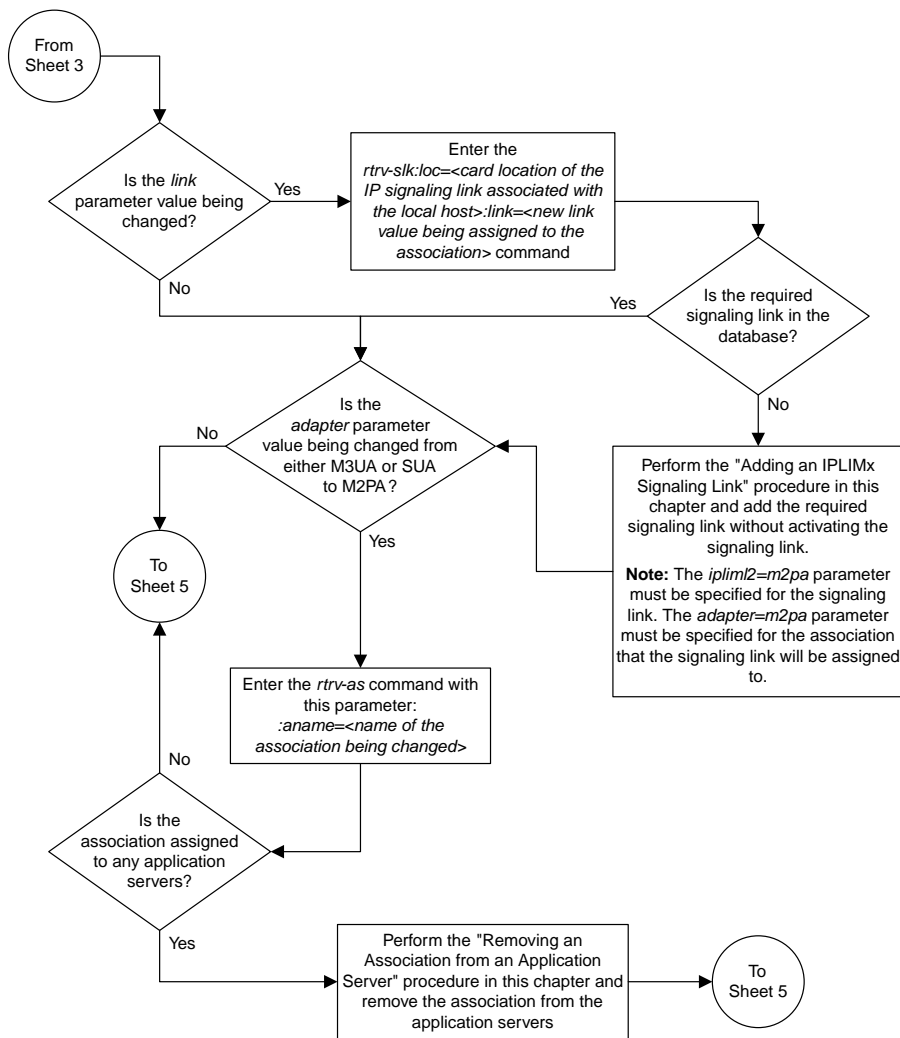 From
Sheet 3
Is the link
parameter value being
changed?
Yes
No
Enter the
rtrv-slk:loc=<card location of the
IP signaling link associated with
the local host>:link=<new link
value being assigned to the
association> command
Is the required
signaling link in the
database?
Yes
No
Perform the "Adding an IPLIMx
Signaling Link" procedure in this
chapter and add the required
signaling link without activating the
signaling link.
Note: The ipliml2=m2pa parameter
must be specified for the signaling
link. The adapter=m2pa parameter
must be specified for the association
that the signaling link will be assigned
to.
Is the
adapter parameter
value being changed from
either M3UA or SUA
to M2PA?
No
Yes
To
Sheet 5
Enter the rtrv-as command with
this parameter:
:aname=<name of the
association being changed>
Is the
association assigned
to any application
servers?
No
Yes
Perform the "Removing an
Association from an Application
Server" procedure in this chapter and
remove the association from the
application servers
To
Sheet 5